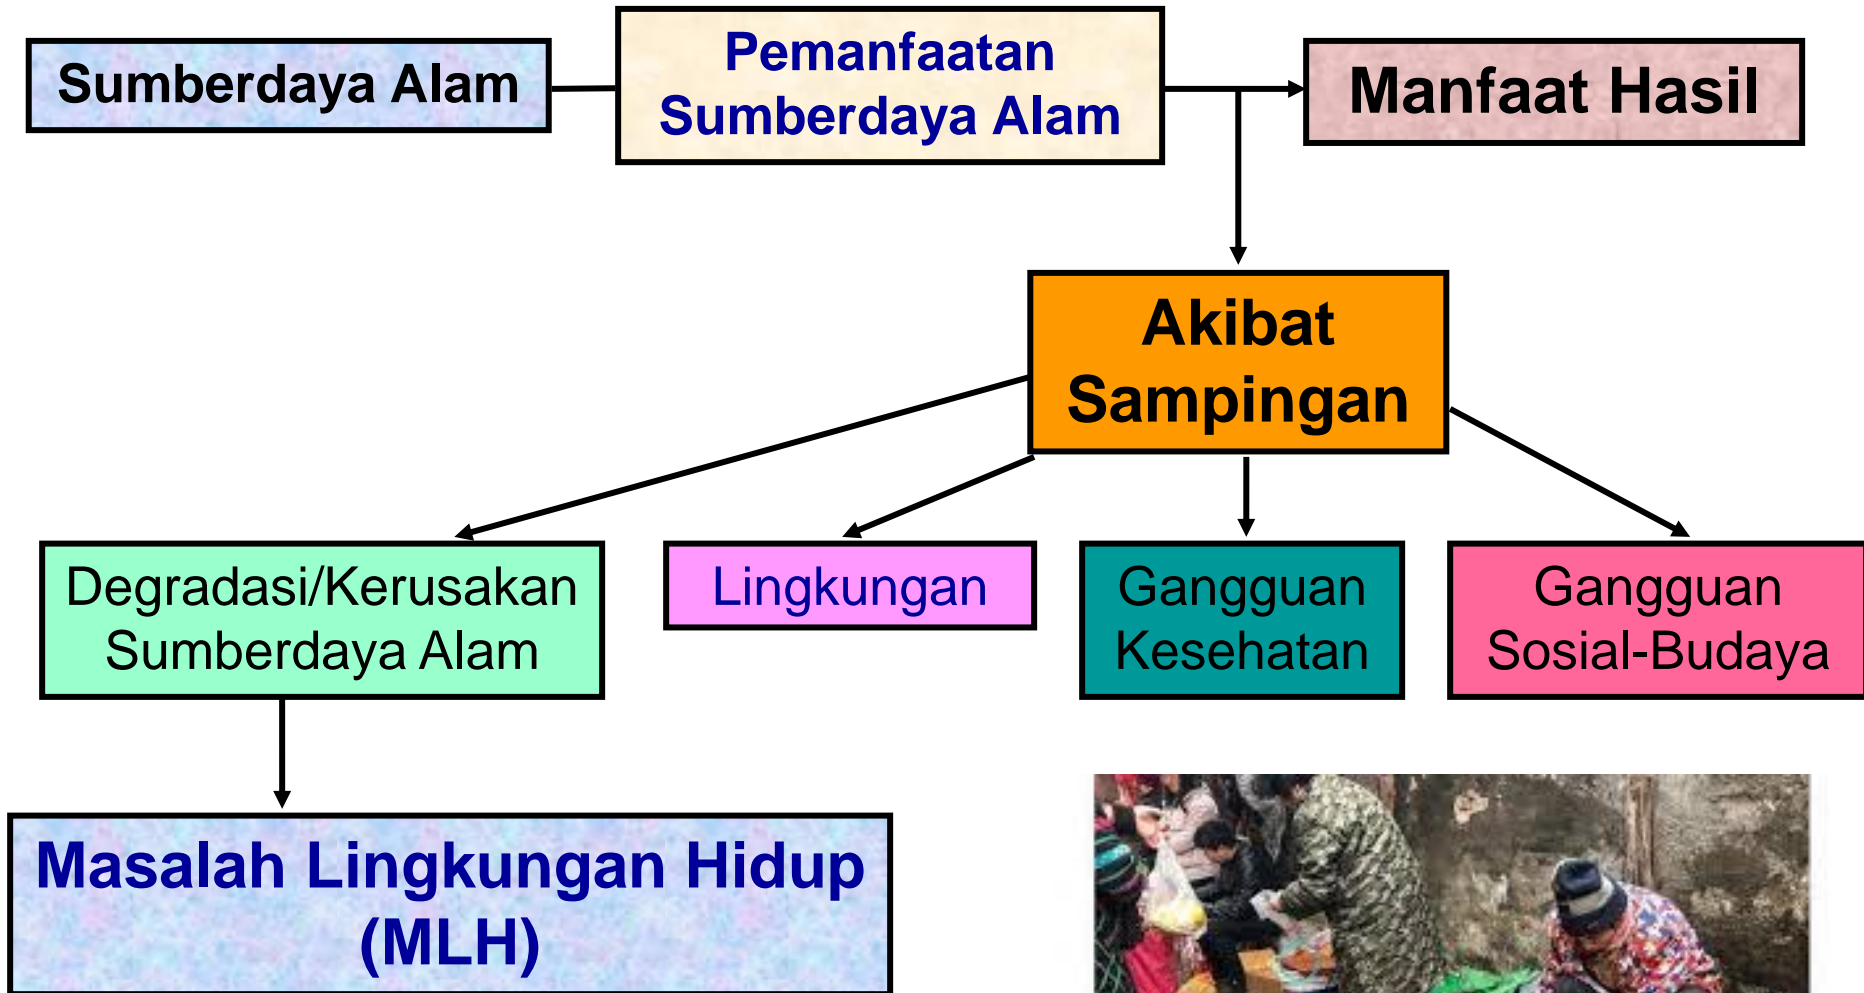 Sumberdaya Alam
Pemanfaatan
Sumberdaya Alam
Manfaat Hasil
Akibat
Sampingan
Degradasi/Kerusakan
Sumberdaya Alam
Lingkungan
Gangguan
Kesehatan
Gangguan
Sosial-Budaya
Masalah Lingkungan Hidup
(MLH)